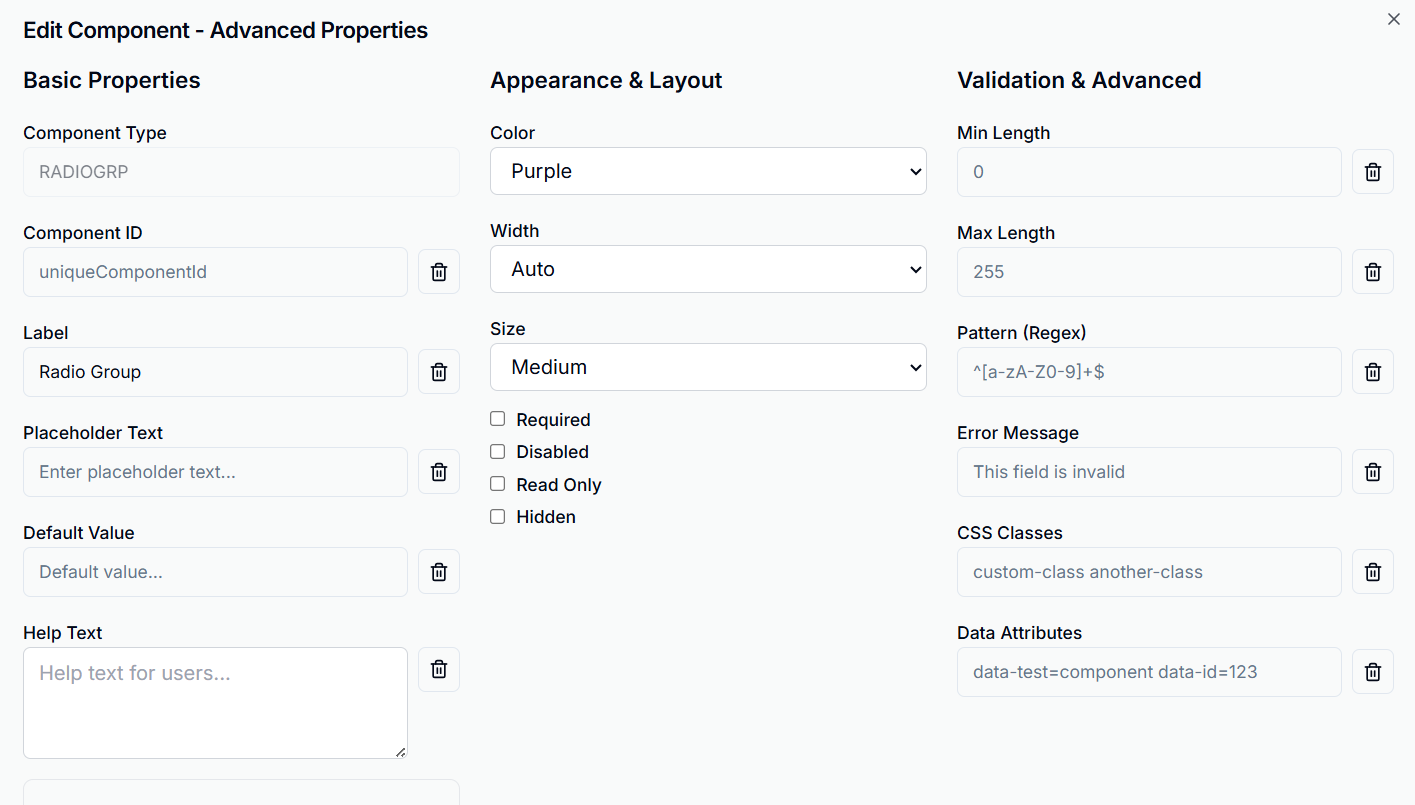 Edit Component - Advanced Properties
Basic Properties
Component Type
RADIOGRP
Component ID
uniqueComponentId
Label
Radio Group
Placeholder Text
Enter placeholder text...
Default Value
Default value...
Help Text
Help text for users...
Appearance & Layout
Color
Purple
Width
Auto
Size
Medium
Required
Disabled
Read Only
Hidden
Validation & Advanced
Min Length
0
Max Length
255
Pattern (Regex)
^[a-zA-Z0-9]+$
Error Message
This field is invalid
CSS Classes
custom-class another-class
Data Attributes
data-test=component data-id=123